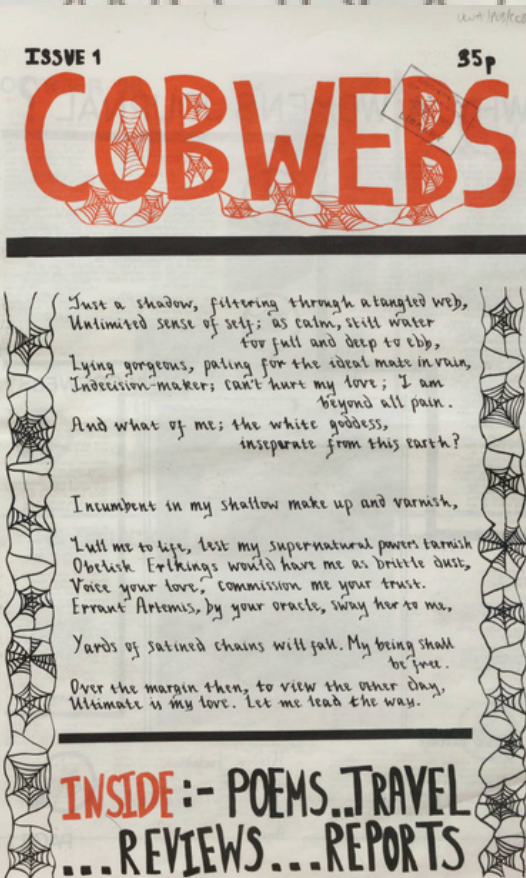 ISSUE 1
35p
COBWEBS
Just a shadow, filtering through a tangled web,
Unlimited sense of self; as calm, still water
too full and deep to ebb,
Lying gorgeous, pating for the ideal mate in vain,
Indecision-maker; can't hurt my love; I am
beyond all pain.
And what of me; the white goddess,
inseparate from this earth?
Incumbent in my shallow make up and varnish,
Lull me to life, lest my supernatural powers tarnish
Obelisk Erlkings would have me as brittle dust,
Voice your love, commission me your trust.
Errant Artemis, by your oracle, sway her to me,
Yards of satined chains will fall. My being shall
be free.
Over the margin then, to view the other day,
Ultimate is my love. Let me lead the way.
INSIDE :- POEMS..TRAVEL
...REVIEWS...REPORTS